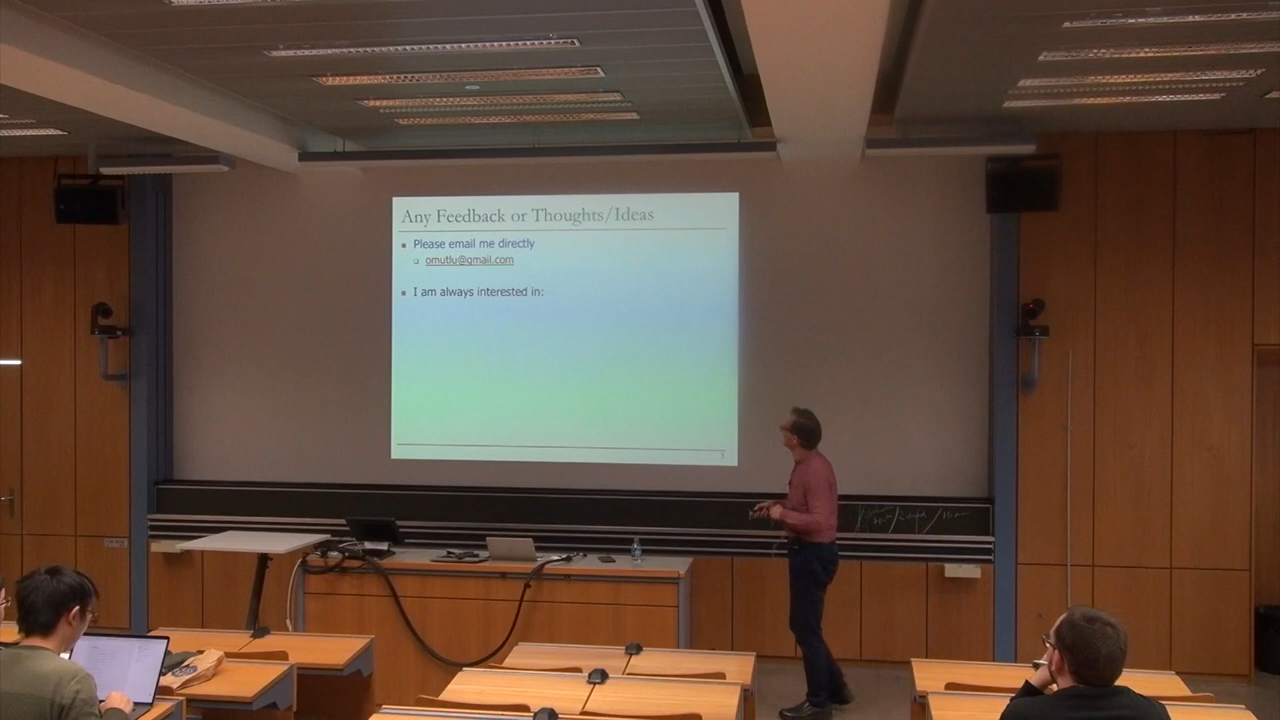 Any Feedback or Thoughts/Ideas
Please email me directly
omutlu@gmail.com
I am always interested in: